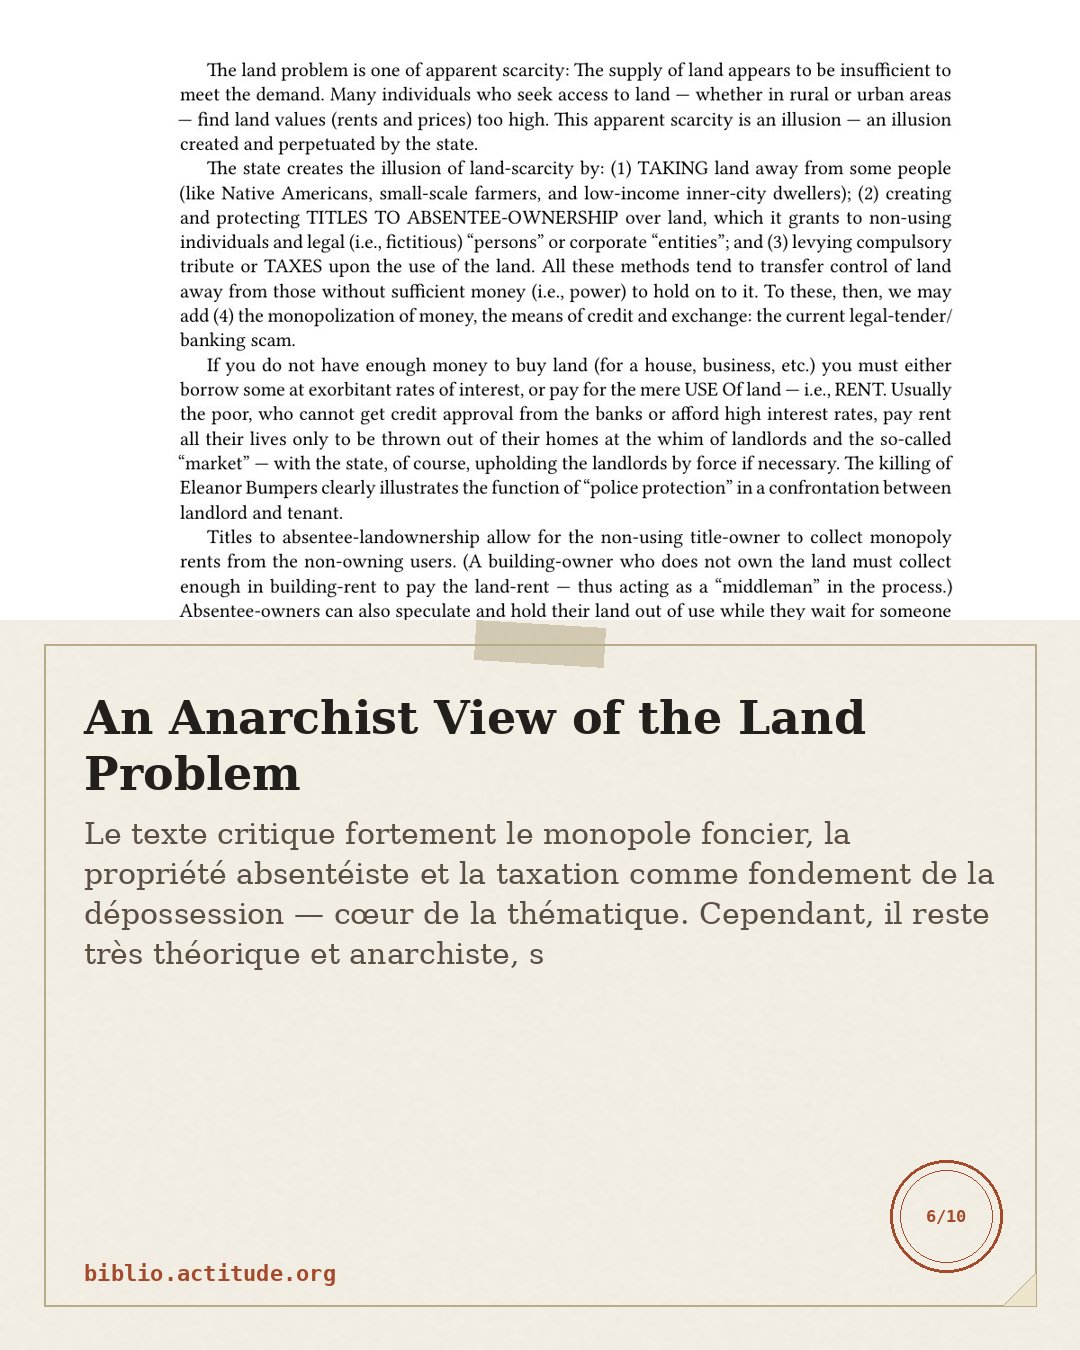 The land problem is one of apparent scarcity: The supply of land appears to be insufficient to
meet the demand. Many individuals who seek access to land — whether in rural or urban areas
— find land values (rents and prices) too high. This apparent scarcity is an illusion — an illusion
created and perpetuated by the state.
The state creates the illusion of land-scarcity by: (1) TAKING land away from some people
(like Native Americans, small-scale farmers, and low-income inner-city dwellers); (2) creating
and protecting TITLES TO ABSENTEE-OWNERSHIP over land, which it grants to non-using
individuals and legal (i.e., fictitious) “persons” or corporate “entities”; and (3) levying compulsory
tribute or TAXES upon the use of the land. All these methods tend to transfer control of land
away from those without sufficient money (i.e., power) to hold on to it. To these, then, we may
add (4) the monopolization of money, the means of credit and exchange: the current legal-tender/
banking scam.
If you do not have enough money to buy land (for a house, business, etc.) you must either
borrow some at exorbitant rates of interest, or pay for the mere USE Of land — i.e., RENT. Usually
the poor, who cannot get credit approval from the banks or afford high interest rates, pay rent
all their lives only to be thrown out of their homes at the whim of landlords and the so-called
“market” — with the state, of course, upholding the landlords by force if necessary. The killing of
Eleanor Bumpers clearly illustrates the function of “police protection” in a confrontation between
landlord and tenant.
Titles to absentee-landownership allow for the non-using title-owner to collect monopoly
rents from the non-owning users. (A building-owner who does not own the land must collect
enough in building-rent to pay the land-rent — thus acting as a “middleman” in the process.)
Absentee-owners can also speculate and hold their land out of use while they wait for someone
An Anarchist View of the Land
Problem
Le texte critique fortement le monopole foncier, la
propriété absentéiste et la taxation comme fondement de la
dépossession — cœur de la thématique. Cependant, il reste
très théorique et anarchiste, s
6/10
biblio.actitude.org